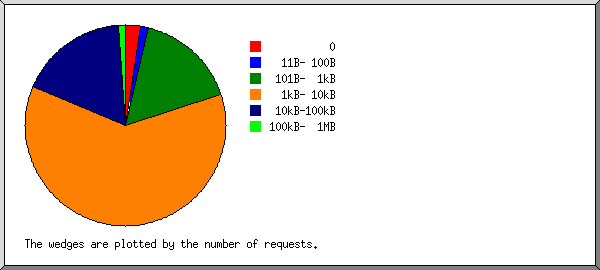 0
11B- 100B
101B- 1kB
1kB- 10kB
10kB-100kB
100kB- 1MB
The wedges are plotted by the number of requests.